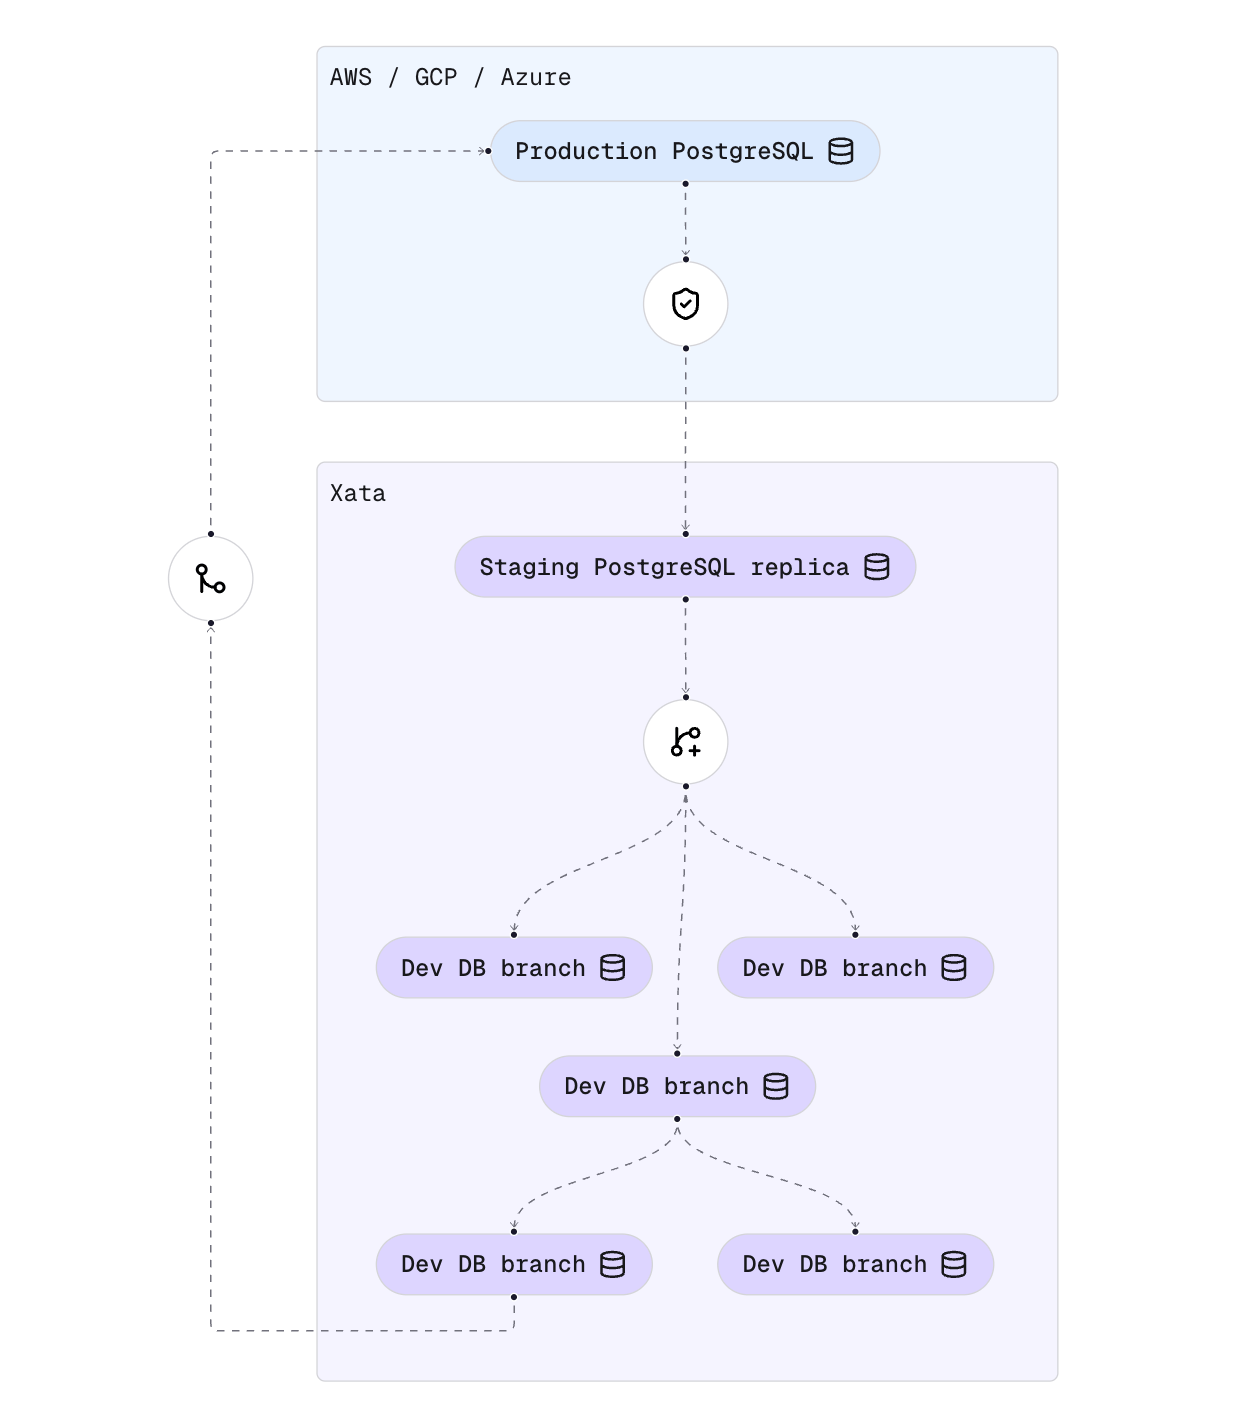 AWS / GCP / Azure
Production PostgreSQL
Xata
Staging PostgreSQL replica
Dev DB branch
Dev DB branch
Dev DB branch
Dev DB branch
Dev DB branch